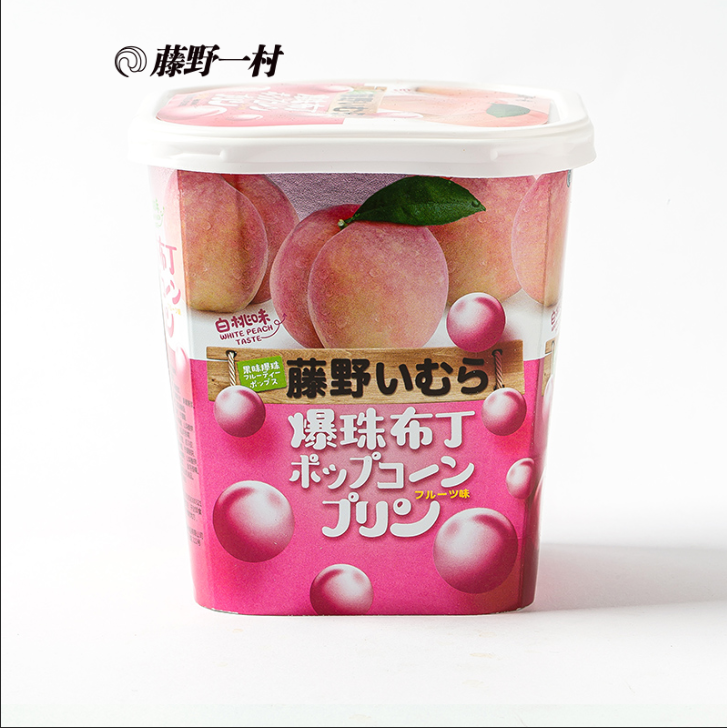 藤野一村
白桃味
WHITE PEACH
TASTE
果味爆珠
フルーティー
ポップス
藤野いむら
爆珠布丁
ポップコーン
フルーツ味
プリン